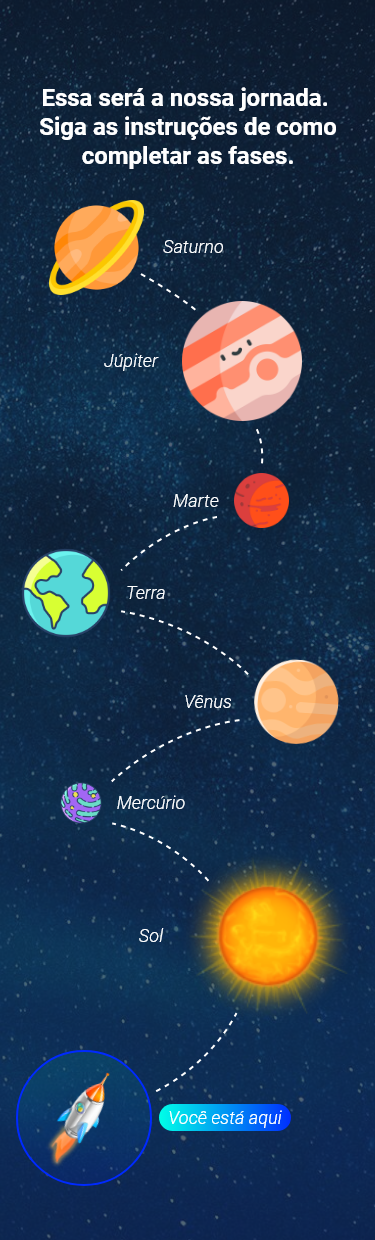 Essa será a nossa jornada.
Siga as instruções de como
completar as fases.
Saturno
Júpiter
Marte
Terra
Vênus
Mercúrio
Sol
Você está aqui